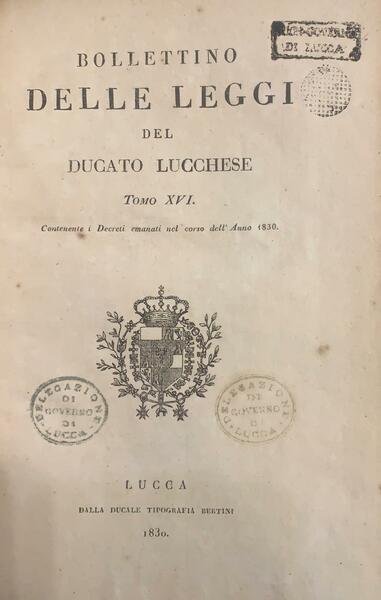 DI LUCCA
BOLLETTINO
DELLE LEGGI
DEL
DUCATO LUCCHESE
TOMO XVI.
Contenente i Decreti emanati nel corso dell' Anno 1830.
DELEGAZIONE
DI
GOVERNO
DI
LUCCA
DELEGAZIONE
DI
GOVERNO
DI
LUCCA
LUCCA
DALLA DUCALE TIPOGRAFIA BERTINI
1830.